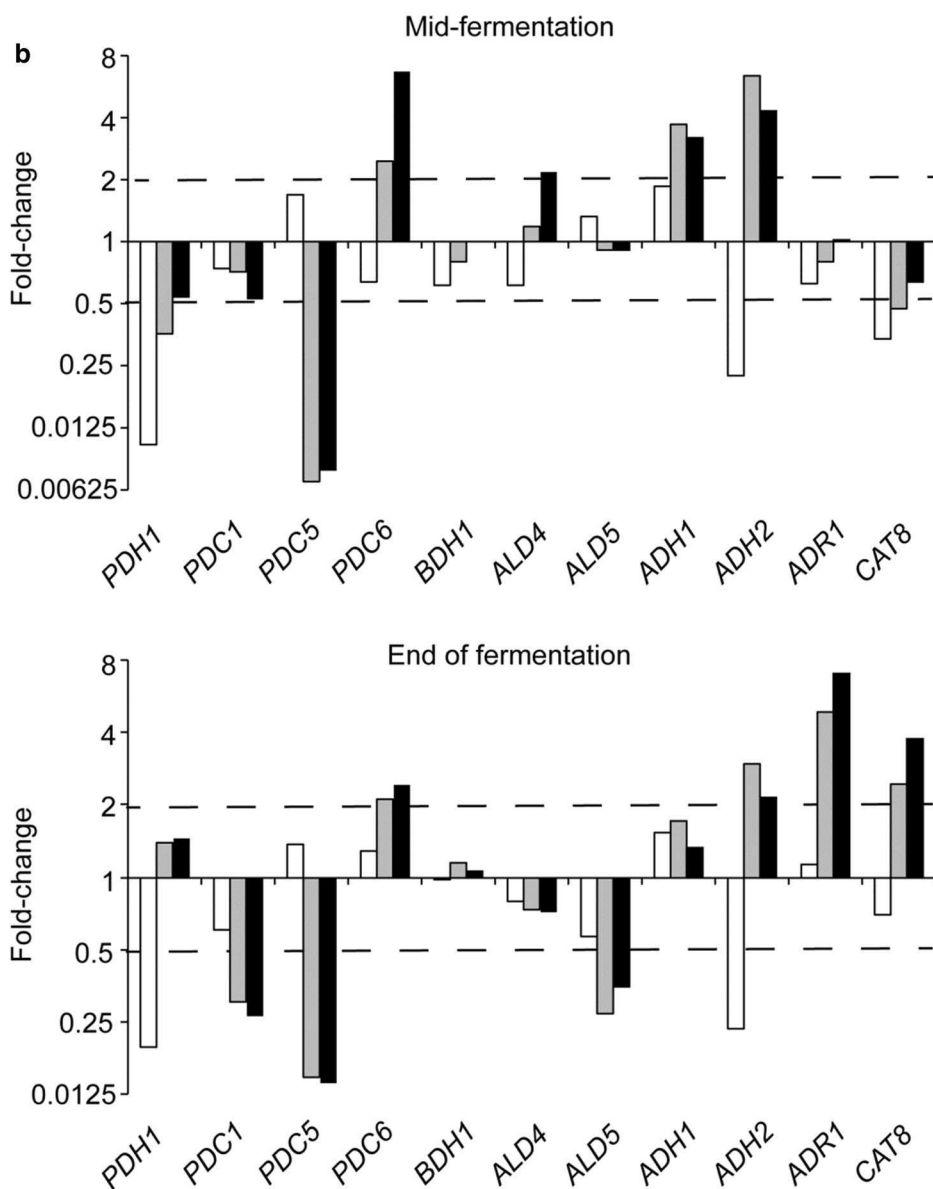 b
Mid-fermentation
Fold-change
8
4
2
1
0.5
0.25
0.0125
0.00625
PDH1
PDC1
PDC5
PDC6
BDH1
ALD4
ALD5
ADH1
ADH2
ADR1
CAT8
End of fermentation
Fold-change
8
4
2
1
0.5
0.25
0.0125
PDH1
PDC1
PDC5
PDC6
BDH1
ALD4
ALD5
ADH1
ADH2
ADR1
CAT8